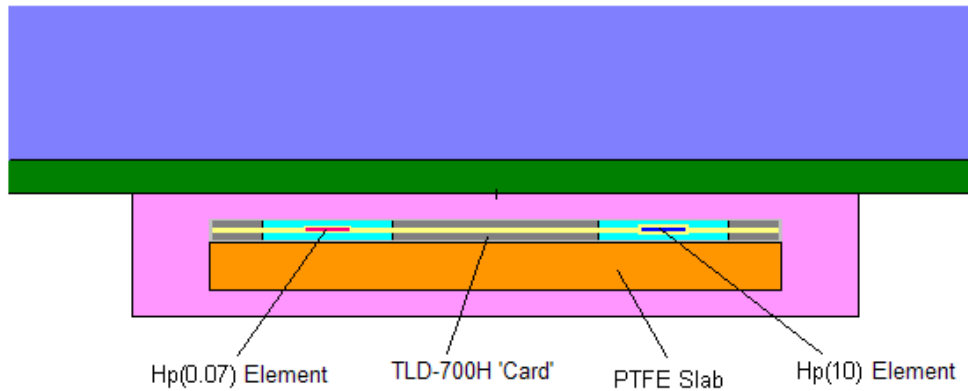 Hp(0.07) Element
TLD-700H 'Card'
PTFE Slab
Hp(10) Element